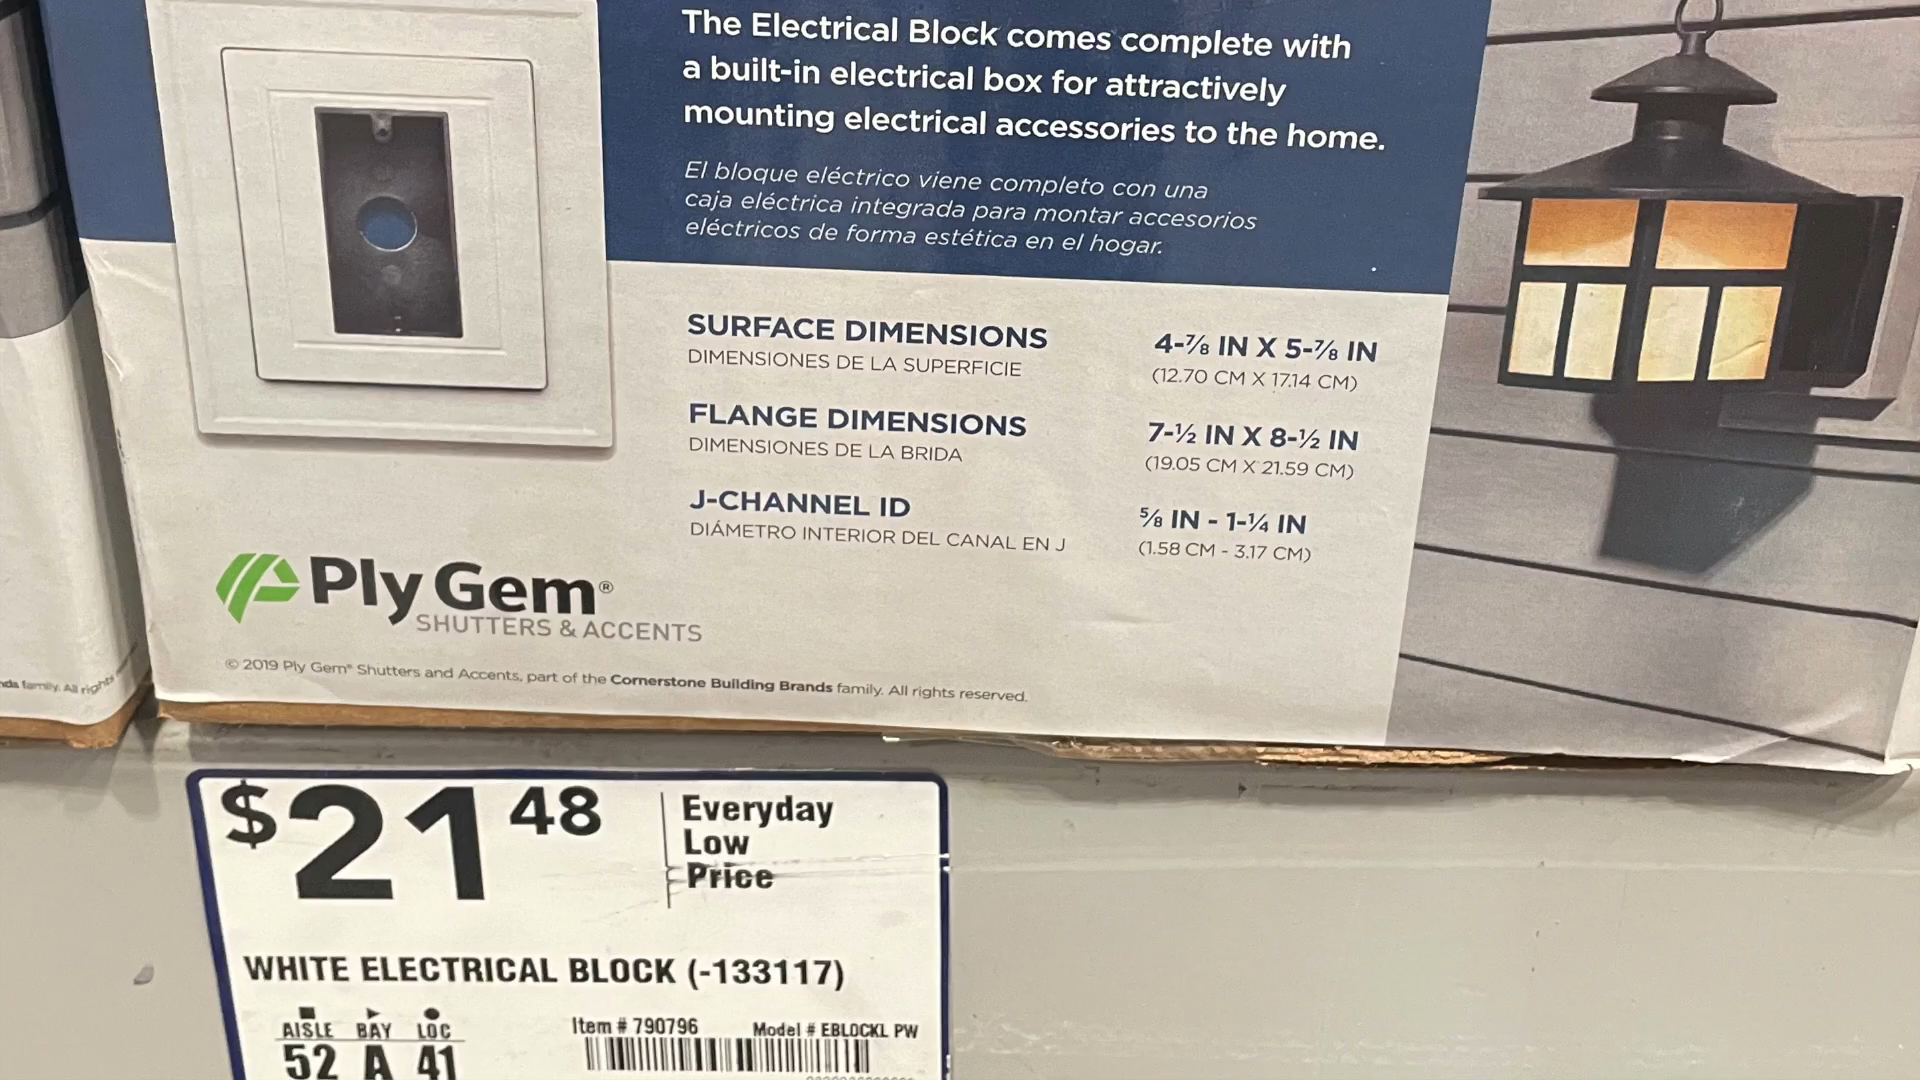 The Electrical Block comes complete with
a built-in electrical box for attractively
mounting electrical accessories to the home.
El bloque eléctrico viene completo con una
caja eléctrica integrada para montar accesorios
eléctricos de forma estética en el hogar.
SURFACE DIMENSIONS 4-⅞ IN X 5-⅞ IN
DIMENSIONES DE LA SUPERFICIE (12.70 CM X 17.14 CM)
FLANGE DIMENSIONS 7-½ IN X 8-½ IN
DIMENSIONES DE LA BRIDA (19.05 CM X 21.59 CM)
J-CHANNEL ID ⅝ IN - 1-¼ IN
DIÁMETRO INTERIOR DEL CANAL EN J (1.58 CM - 3.17 CM)
Ply Gem®
SHUTTERS & ACCENTS
© 2019 Ply Gem® Shutters and Accents, part of the Cornerstone Building Brands family. All rights reserved.
family. All rights
$21 48
Everyday
Low
Price
WHITE ELECTRICAL BLOCK (-133117)
AISLE BAY LOC
52 A 41
Item # 790796 Model # EBLOCKL PW